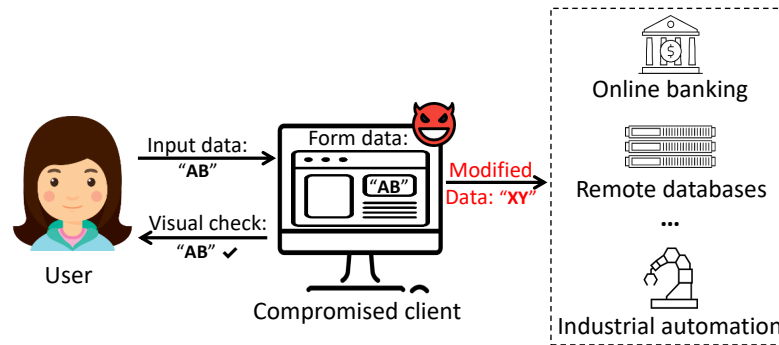 Input data:
“AB”
Visual check:
“AB” ✔
User
Form data:
“AB”
Compromised client
Modified
Data: “XY”
Online banking
$
Remote databases
...
Industrial automation